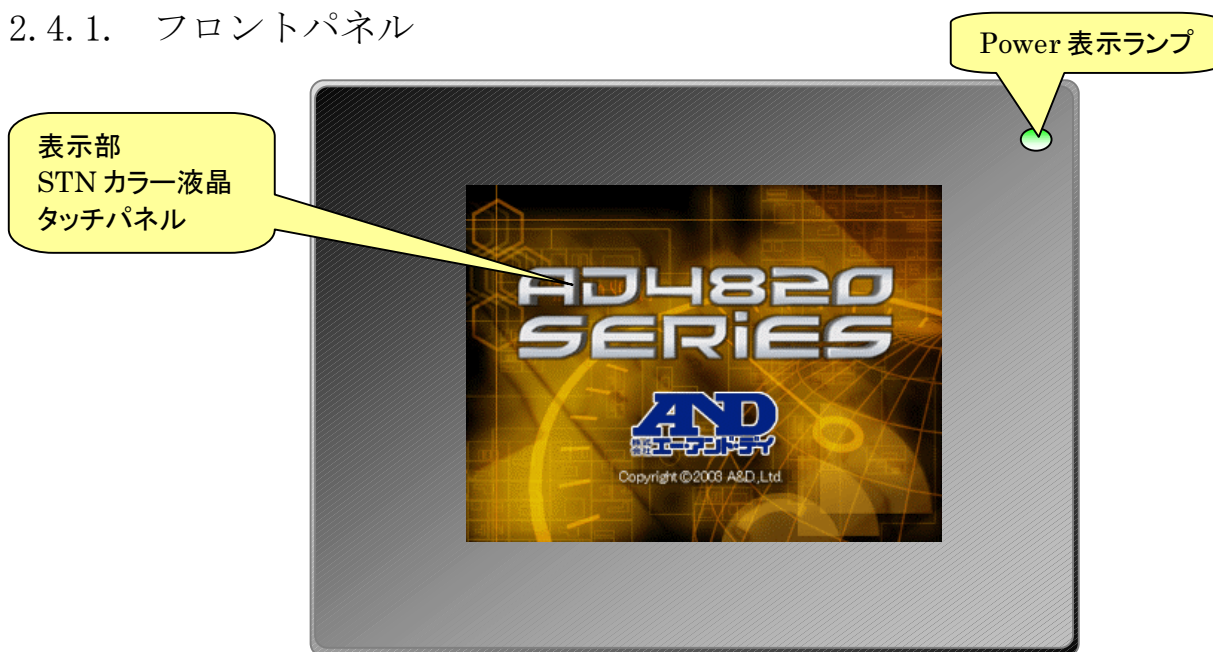 2.4.1. フロントパネル
Power 表示ランプ
表示部
STN カラー液晶
タッチパネル
AD4820
SERiES
AND
株式会社エー・アンド・デイ
Copyright ©2003 A&D.,Ltd.